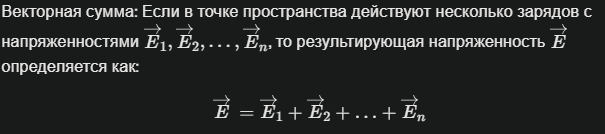 Векторная сумма: Если в точке пространства действуют несколько зарядов с
напряженностями \(\overrightarrow{E}_1, \overrightarrow{E}_2, \ldots, \overrightarrow{E}_n\), то результирующая напряженность \(\overrightarrow{E}\)
определяется как:
\(\overrightarrow{E} = \overrightarrow{E}_1 + \overrightarrow{E}_2 + \ldots + \overrightarrow{E}_n\)